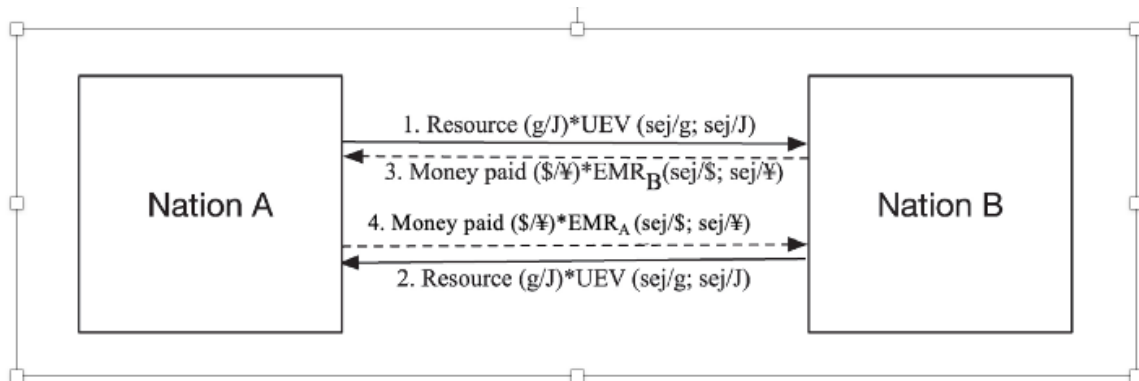 1. Resource (g/J)*UEV (sej/g; sej/J)
3. Money paid ($/¥)*EMRB(sej/$; sej/¥)
Nation A
Nation B
4. Money paid ($/¥)*EMRA (sej/$; sej/¥)
2. Resource (g/J)*UEV (sej/g; sej/J)